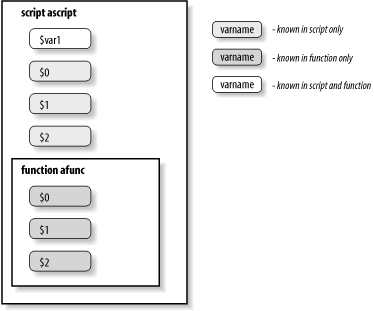 script ascript
$var1
$0
$1
$2
function afunc
$0
$1
$2
varname - known in script only
varname - known in function only
varname - known in script and function